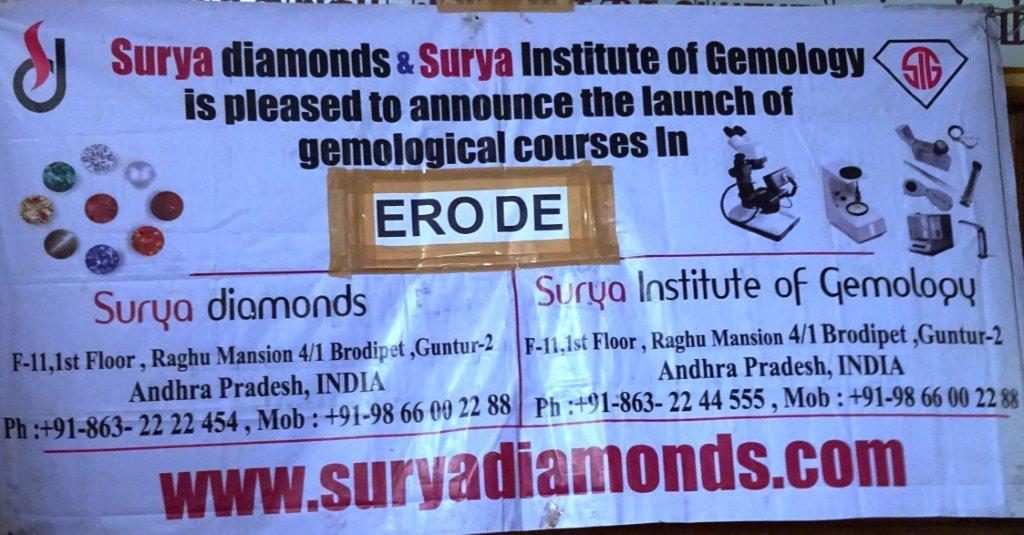 Surya diamonds & Surya Institute of Gemology
SIG
is pleased to announce the launch of
gemological courses In
ERODE
Surya diamonds
F-11,1st Floor , Raghu Mansion 4/1 Brodipet ,Guntur-2
Andhra Pradesh, INDIA
Ph :+91-863- 22 22 454 , Mob : +91-98 66 00 22 88
Surya Institute of Gemology
F-11,1st Floor , Raghu Mansion 4/1 Brodipet ,Guntur-2
Andhra Pradesh, INDIA
Ph :+91-863- 22 44 555 , Mob : +91-98 66 00 22 88
www.suryadiamonds.com